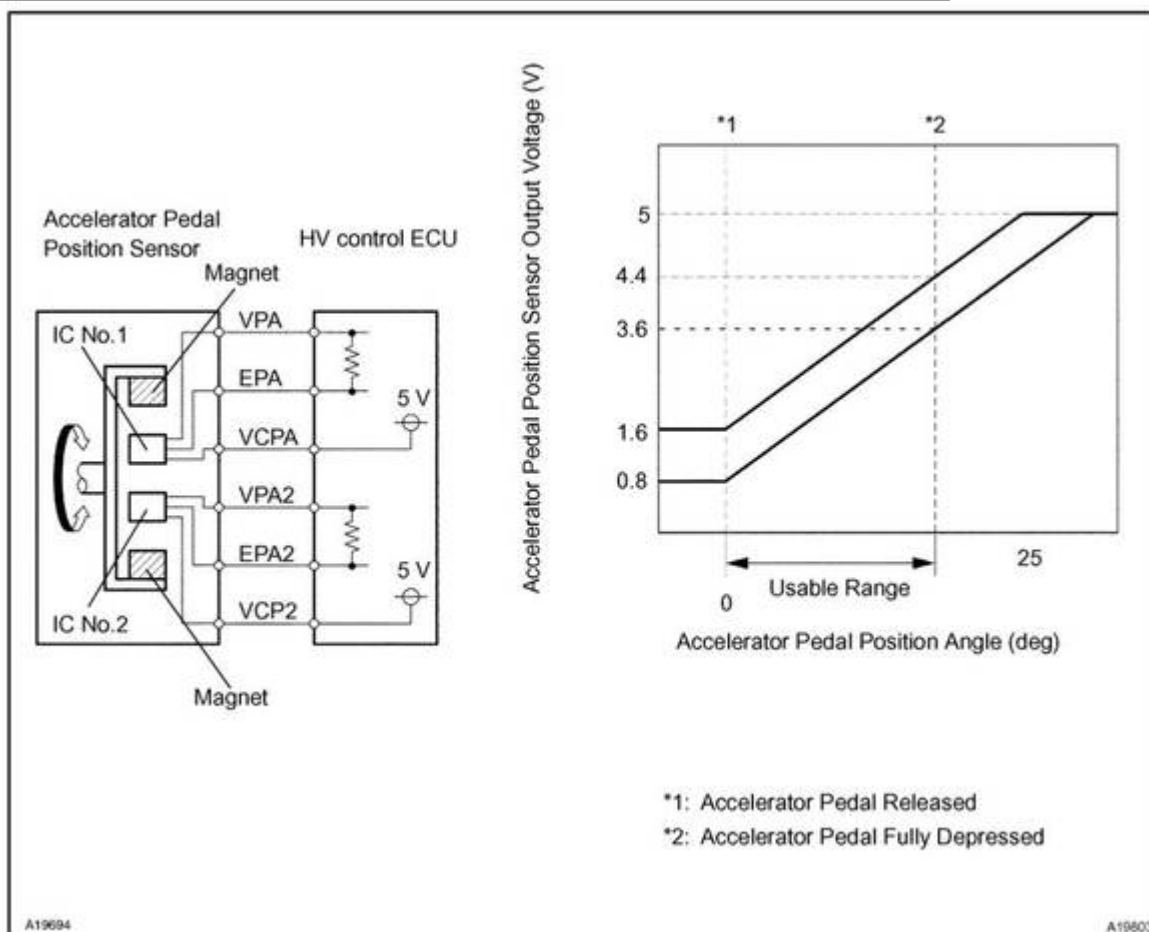 Accelerator Pedal
Position Sensor
HV control ECU
Magnet
IC No.1
VPA
EPA
5 V
VCPA
VPA2
EPA2
5 V
VCP2
IC No.2
Magnet
Accelerator Pedal Position Sensor Output Voltage (V)
*1
*2
5
4.4
3.6
1.6
0.8
Usable Range
25
0
Accelerator Pedal Position Angle (deg)
*1: Accelerator Pedal Released
*2: Accelerator Pedal Fully Depressed
A19694
A19803